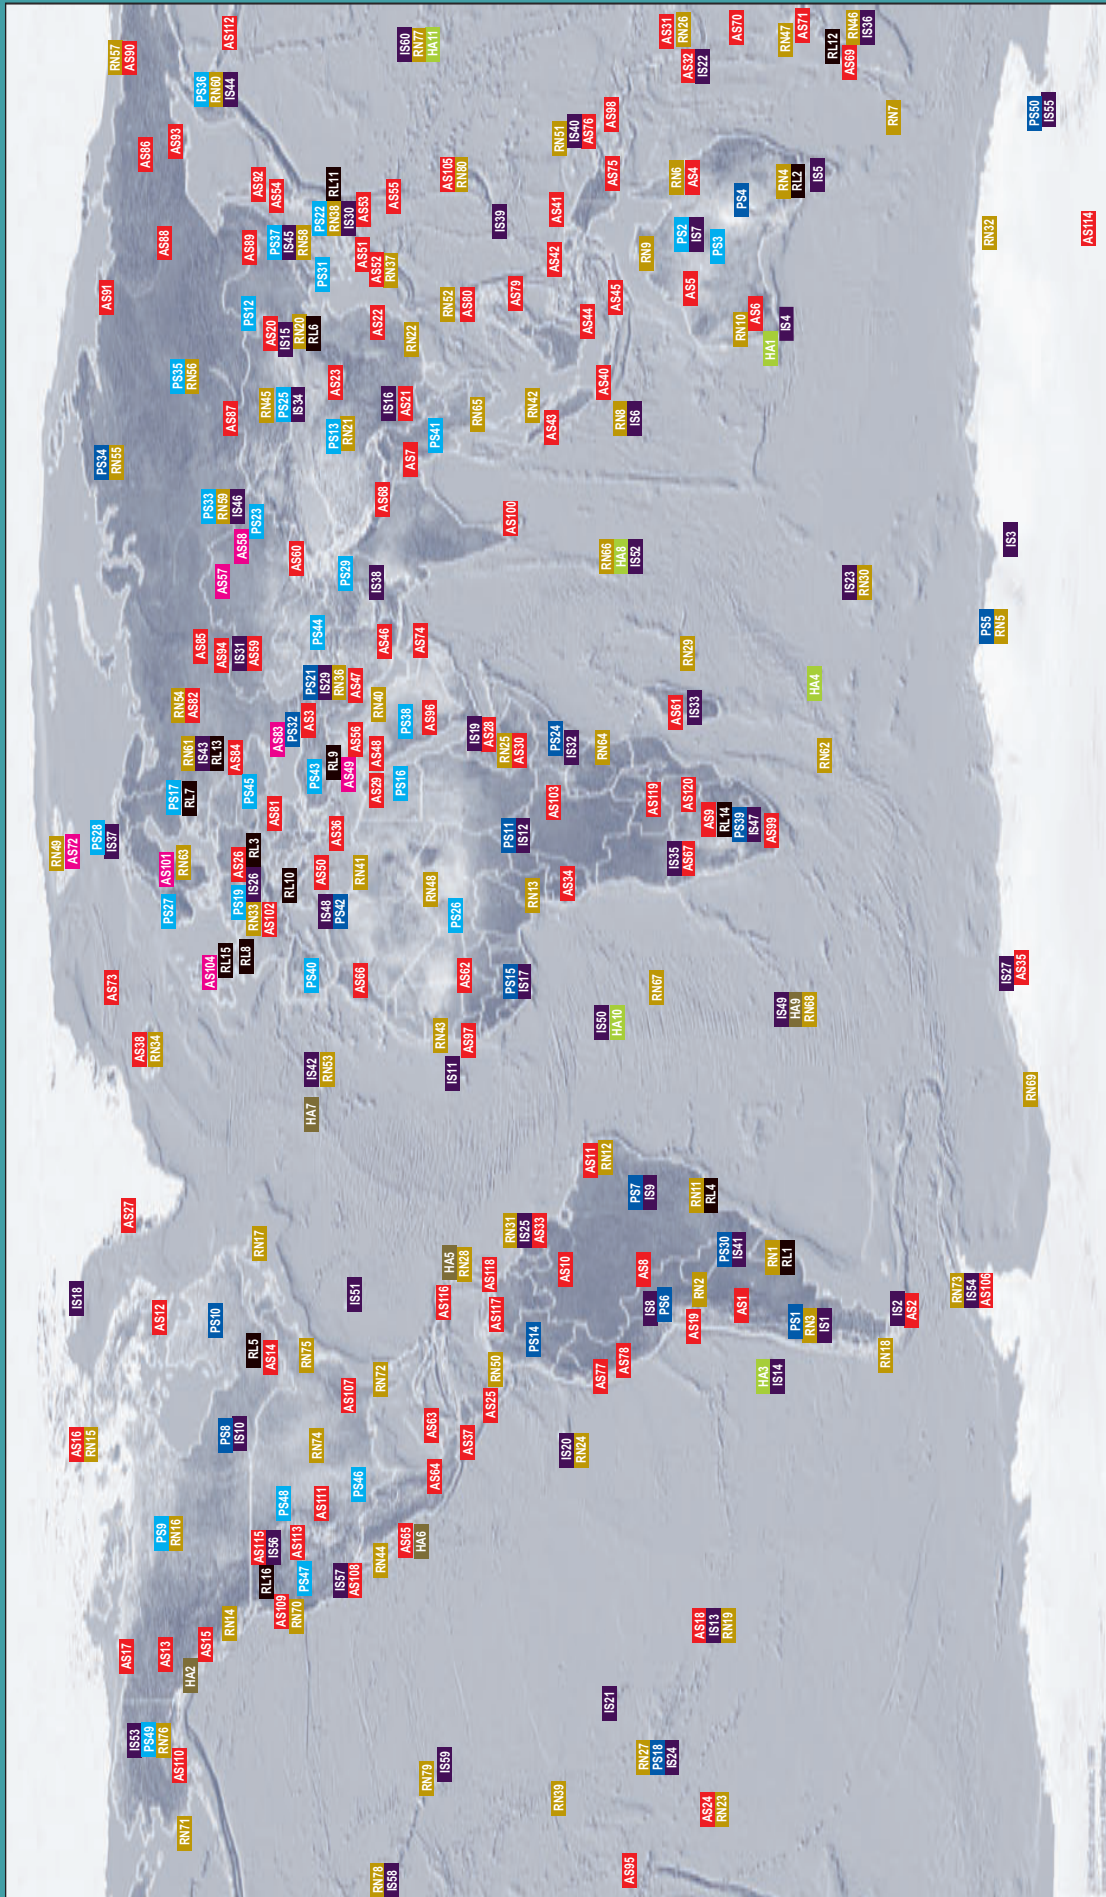 AS17
IS53
PS49
RN76
AS16
RN15
IS18
AS27
AS38
RN34
AS73
RN49
AS72
PS28
IS37
PS34
RN55
AS91
RN57
AS90
RN71
AS110
HA2
AS13
AS15
PS9
RN16
AS12
PS10
AS104
RL15
PS27
AS101
RN63
PS17
RL7
RN61
IS43
RL13
RN54
AS82
AS85
PS33
RN59
IS46
PS35
RN56
AS88
AS86
AS93
PS36
RN60
IS44
RN14
AS109
RN70
RL16
AS115
IS56
PS48
PS8
IS10
RL5
AS14
RN17
RL8
PS19
RN33
AS102
AS26
RL3
IS26
RL10
AS81
PS45
AS84
AS83
PS32
AS94
IS31
AS59
AS57
AS58
PS23
AS87
RN45
PS25
IS34
PS12
AS20
IS15
RN20
RL6
AS89
PS37
IS45
RN58
AS92
AS54
AS112
PS47
AS113
IS57
AS108
AS111
PS46
RN74
AS107
RN75
IS51
HA7
IS42
RN53
PS40
AS66
IS48
PS42
AS50
RN41
AS36
PS43
RL9
AS49
AS56
AS3
PS21
IS29
RN36
AS47
PS44
PS29
AS60
PS13
RN21
AS23
PS31
AS51
AS52
RN37
PS22
RN38
IS30
AS53
RL11
RN78
IS58
RN79
IS59
RN44
AS65
HA6
AS64
AS63
RN72
AS116
RN43
RN48
AS29
PS16
AS48
PS38
AS96
RN40
AS46
AS74
IS38
AS68
AS7
PS41
IS16
AS21
RN22
AS22
AS55
IS60
RN77
HA11
AS37
AS25
RN50
AS117
AS118
HA5
RN28
RN31
IS25
AS33
IS11
AS97
AS62
PS15
IS17
PS26
PS11
IS12
IS19
AS28
RN25
AS30
AS100
RN65
RN52
AS80
AS79
IS39
AS105
RN80
RN39
IS21
IS20
RN24
AS77
AS78
PS14
AS10
AS11
RN12
IS50
HA10
RN13
AS34
AS103
PS24
IS32
RN64
RN66
HA8
IS52
AS43
RN42
AS40
AS44
AS45
AS42
AS41
AS75
RN51
IS40
AS76
AS98
AS95
RN27
PS18
IS24
AS24
RN23
AS18
IS13
RN19
AS19
IS8
PS6
RN2
AS8
PS7
IS9
RN11
RL4
RN67
IS35
AS67
AS119
AS120
AS9
RL14
PS39
IS47
AS99
AS61
IS33
RN29
RN8
IS6
AS5
RN9
PS2
IS7
PS3
RN6
AS4
AS32
IS22
AS31
RN26
HA3
IS14
PS1
RN3
IS1
AS1
RN1
RL1
PS30
IS41
IS49
HA9
RN68
RN62
HA4
RN10
AS6
HA1
IS4
PS4
RN4
RL2
IS5
AS70
RN47
AS71
RL12
AS69
RN46
IS36
RN18
IS2
AS2
IS23
RN30
RN7
RN73
IS54
AS106
RN69
IS27
AS35
PS5
RN5
IS3
RN32
AS114
PS50
IS55